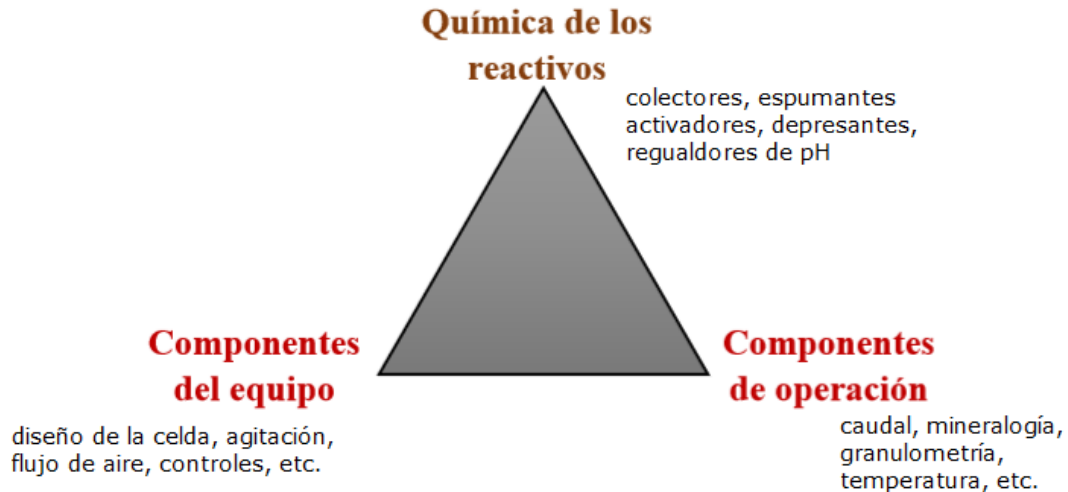 Química de los
reactivos
colectores, espumantes
activadores, depresantes,
regualdores de pH
Componentes
del equipo
diseño de la celda, agitación,
flujo de aire, controles, etc.
Componentes
de operación
caudal, mineralogía,
granulometría,
temperatura, etc.